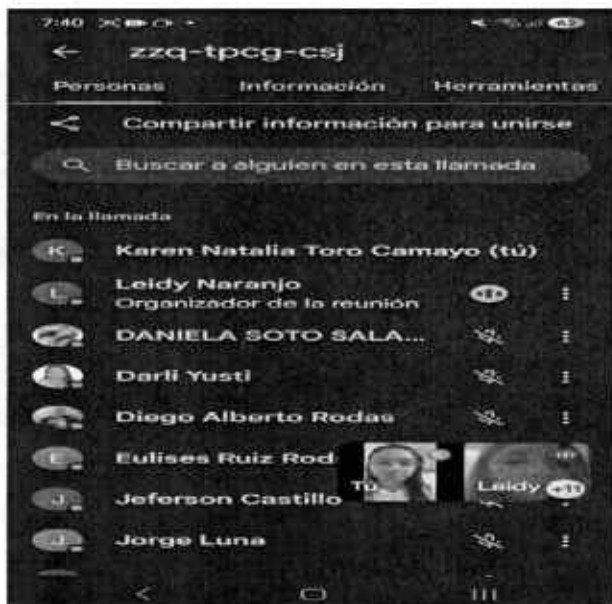 7:40
zzq-tpcg-csj
Personas Información Herramientas
Compartir información para unirse
Buscar a alguien en esta llamada
En la llamada
K Karen Natalia Toro Camayo (tú)
L Leidy Naranjo
Organizador de la reunión
DANIELA SOTO SALA...
Darli Yusti
Diego Alberto Rodas
E Eulises Ruiz Rod
Tú Leidy +11
J Jeferson Castillo
J Jorge Luna